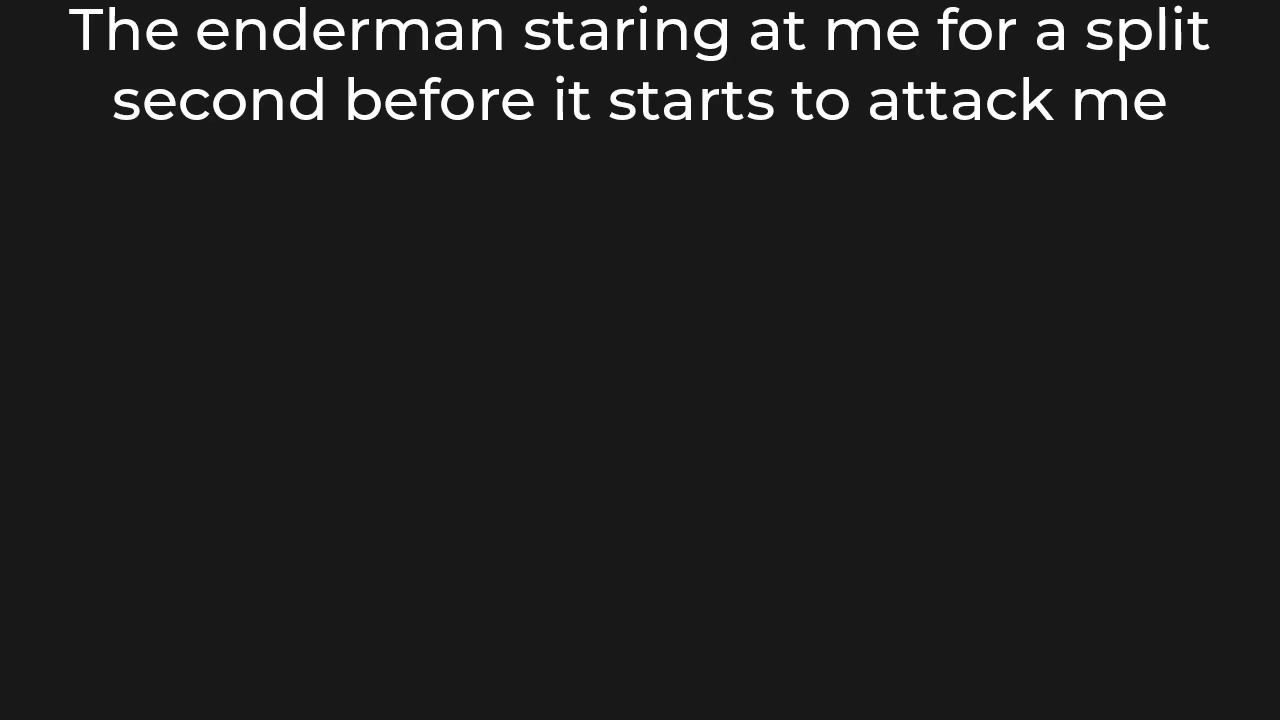 The enderman staring at me for a split
second before it starts to attack me